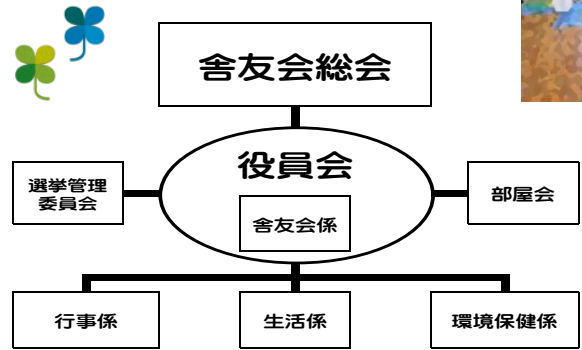 舎友会総会
役員会
選挙管理
委員会
舎友会係
部屋会
行事係
生活係
環境保健係